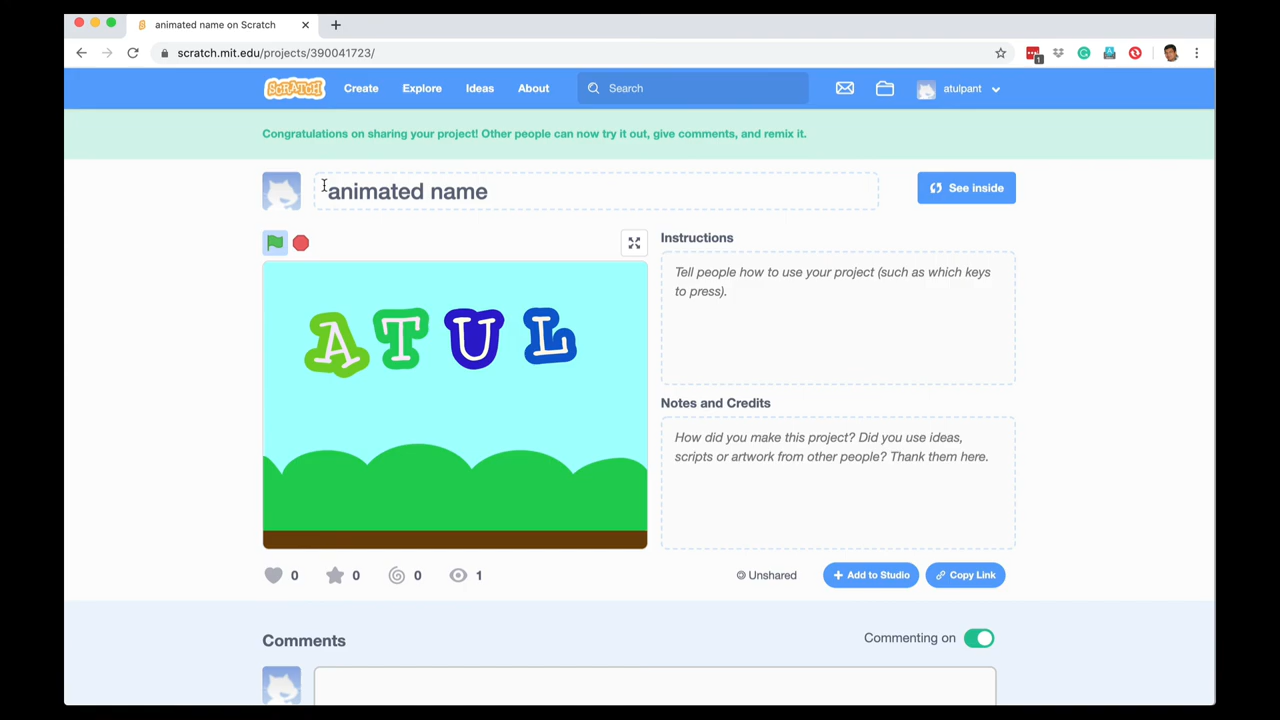 animated name on Scratch
scratch.mit.edu/projects/390041723/
1
SCRATCH Create Explore Ideas About Search atulpant
Congratulations on sharing your project! Other people can now try it out, give comments, and remix it.
animated name
See inside
Instructions
Tell people how to use your project (such as which keys
to press).
ATUL
Notes and Credits
How did you make this project? Did you use ideas,
scripts or artwork from other people? Thank them here.
0 0 0 1 Unshared Add to Studio Copy Link
Comments Commenting on